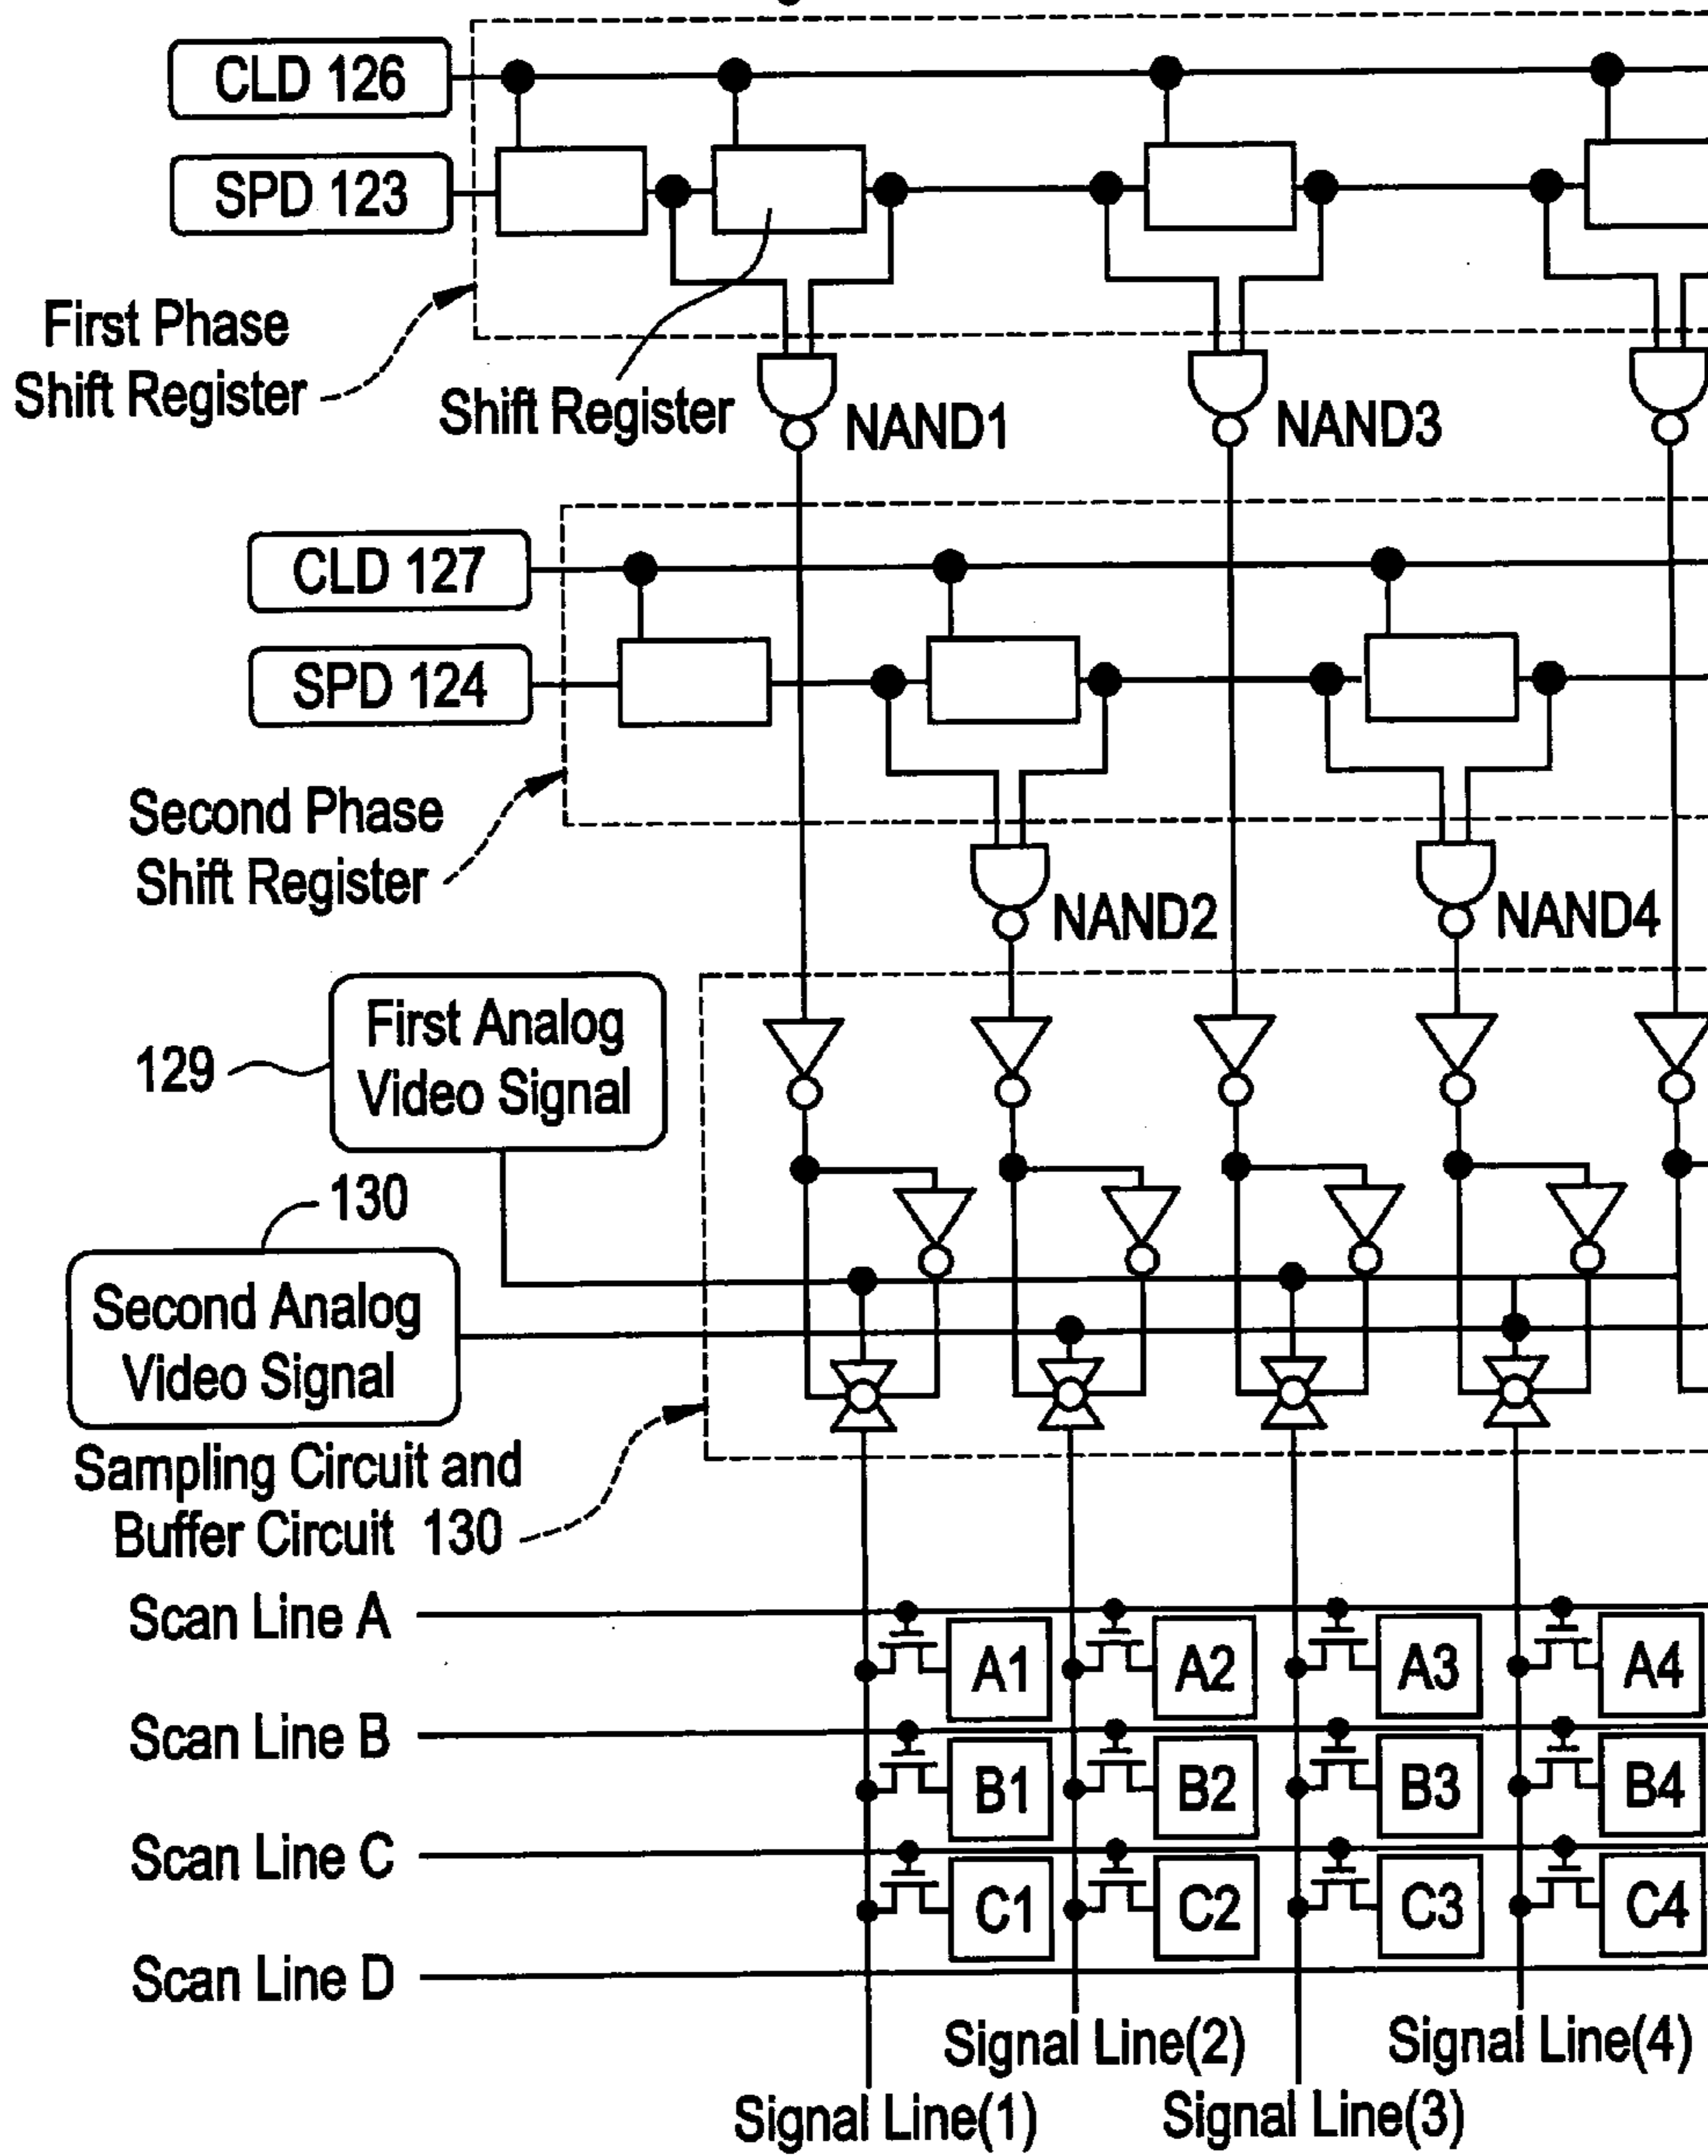 CLD 126
SPD 123
First Phase
Shift Register
Shift Register
NAND1
NAND3
CLD 127
SPD 124
Second Phase
Shift Register
NAND2
NAND4
First Analog
Video Signal
129
130
Second Analog
Video Signal
Sampling Circuit and
Buffer Circuit 130
Scan Line A
A1 A2 A3 A4
Scan Line B
B1 B2 B3 B4
Scan Line C
C1 C2 C3 C4
Scan Line D
Signal Line(2) Signal Line(4)
Signal Line(1) Signal Line(3)